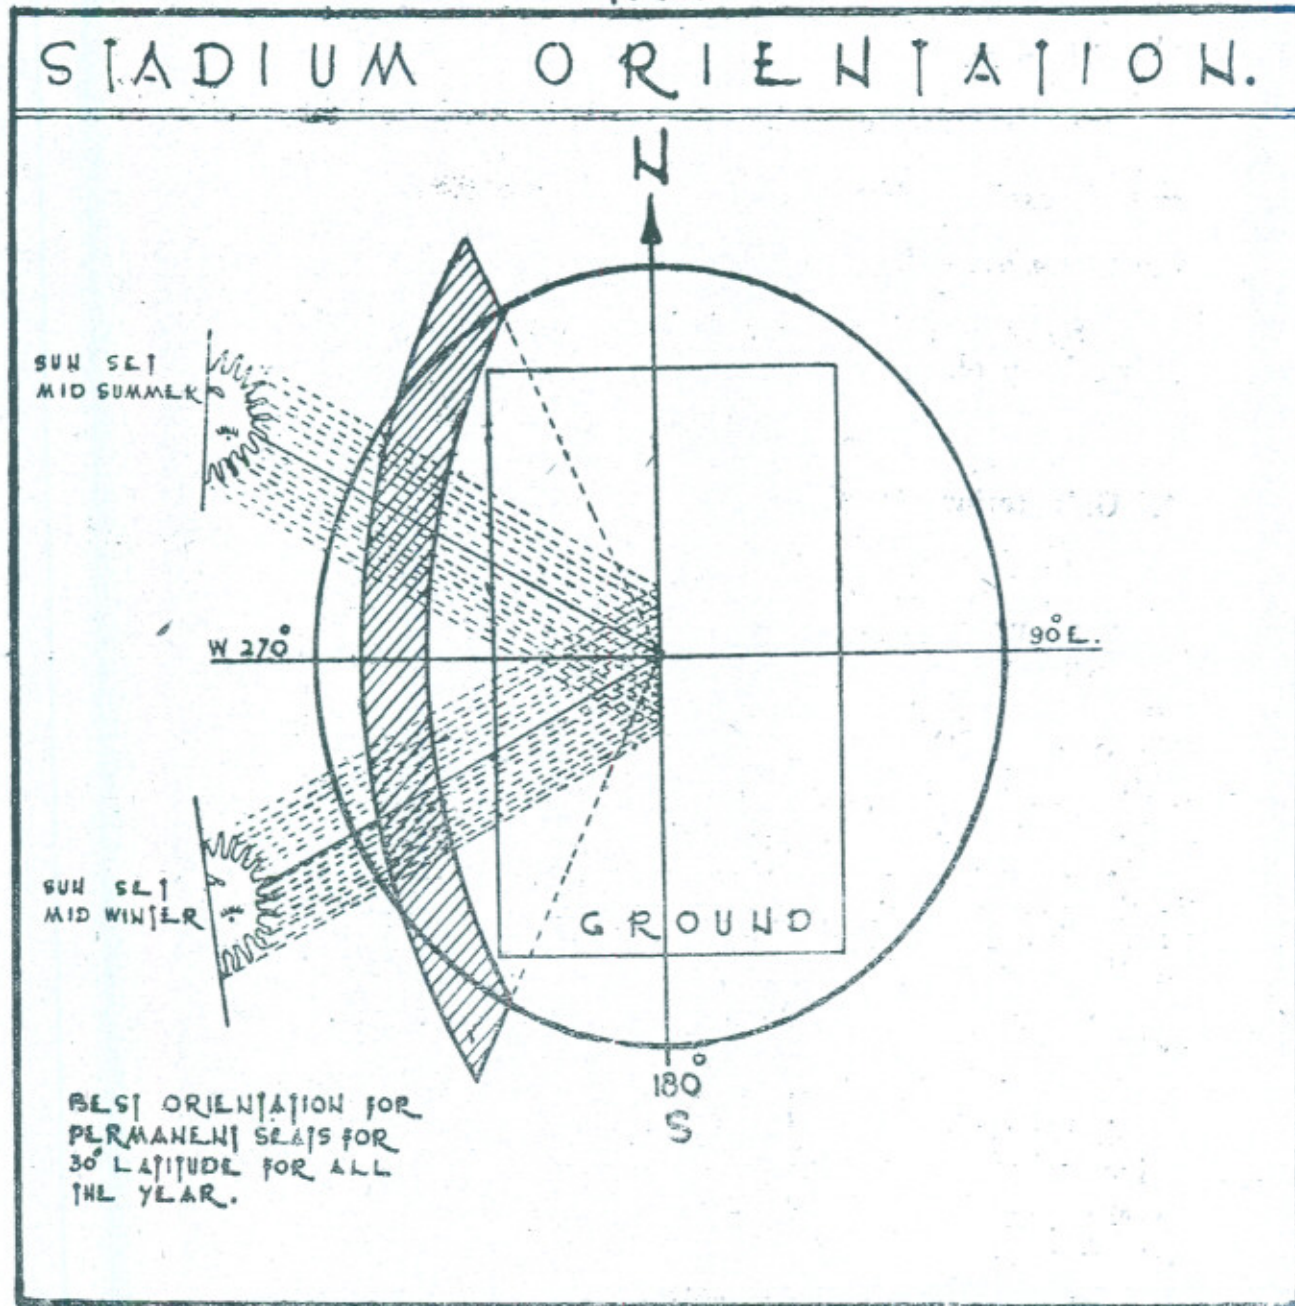 STADIUM ORIENTATION.
N
SUN SET
MID SUMMER
W 270°
90° E.
SUN SET
MID WINTER
GROUND
180°
S
BEST ORIENTATION FOR
PERMANENT SEATS FOR
30° LATITUDE FOR ALL
THE YEAR.